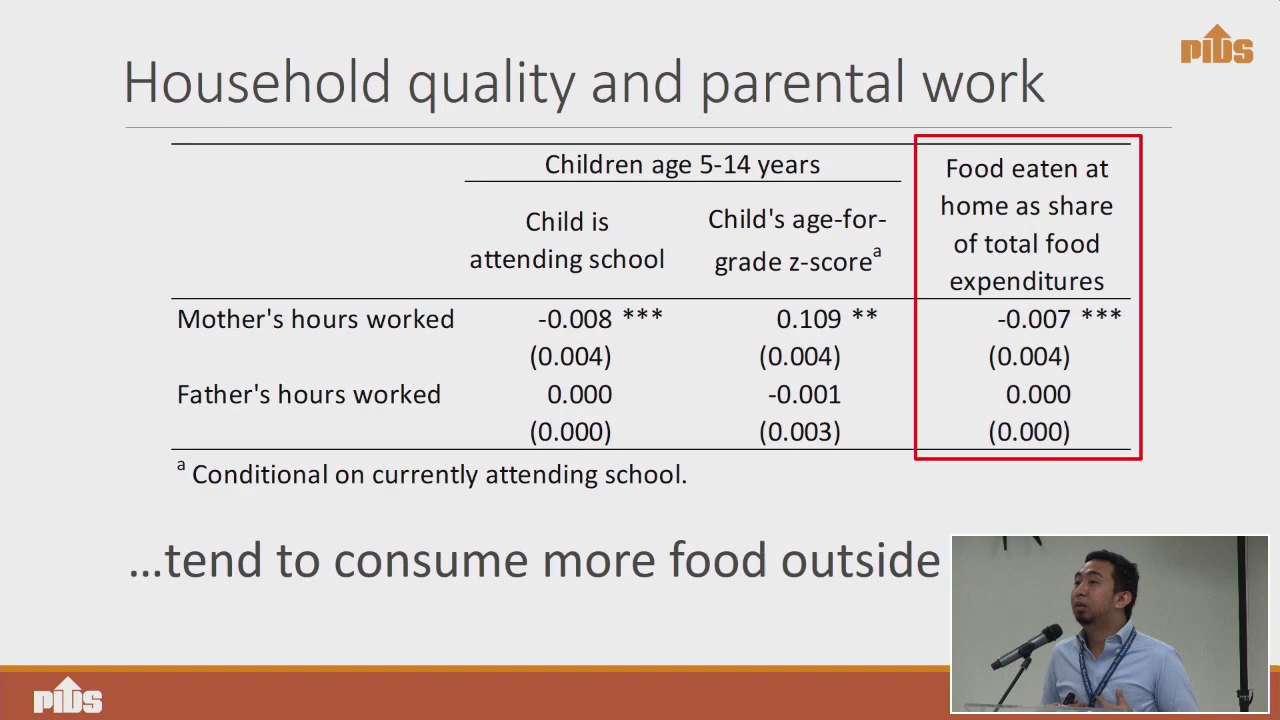 PIDS
Household quality and parental work
Children age 5-14 years
Child is
attending school
Child's age-for-
grade z-score^a
Food eaten at
home as share
of total food
expenditures
Mother's hours worked -0.008 *** 0.109 ** -0.007 ***
(0.004) (0.004) (0.004)
Father's hours worked 0.000 -0.001 0.000
(0.000) (0.003) (0.000)
^a Conditional on currently attending school.
...tend to consume more food outside
PIDS